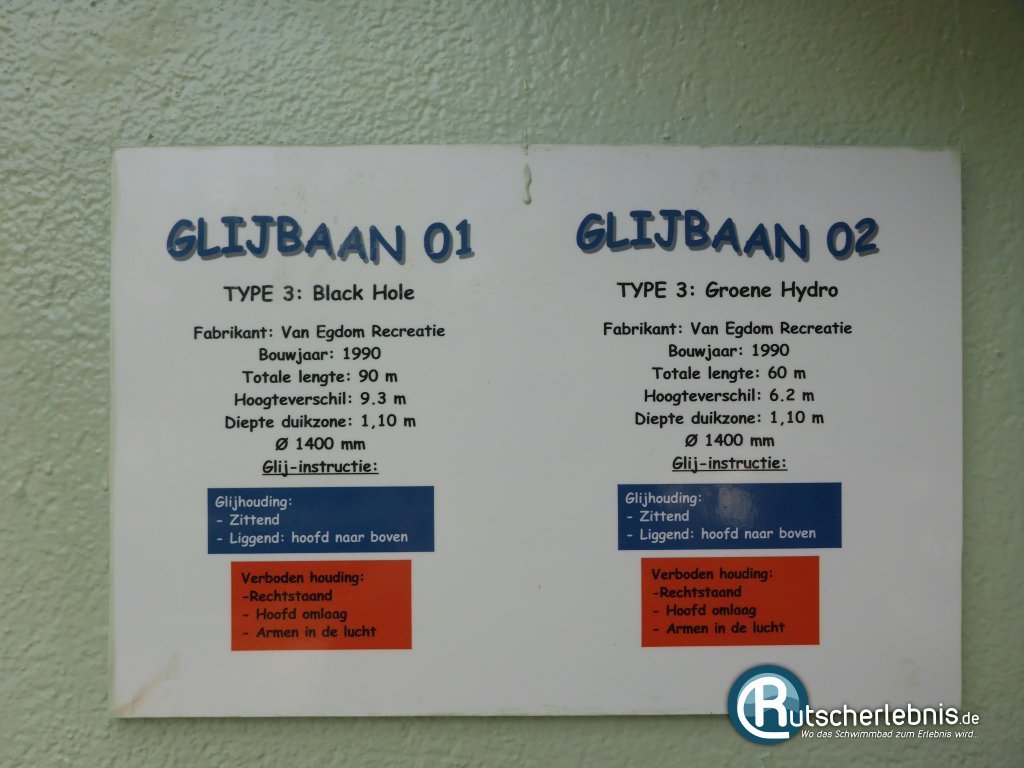 GLIJBAAN 01
TYPE 3: Black Hole
Fabrikant: Van Egdom Recreatie
Bouwjaar: 1990
Totale lengte: 90 m
Hoogteverschil: 9.3 m
Diepte duikzone: 1,10 m
Ø 1400 mm
Glij-instructie:
Glijhouding:
- Zittend
- Liggend: hoofd naar boven
Verboden houding:
-Rechtstaand
- Hoofd omlaag
- Armen in de lucht
GLIJBAAN 02
TYPE 3: Groene Hydro
Fabrikant: Van Egdom Recreatie
Bouwjaar: 1990
Totale lengte: 60 m
Hoogteverschil: 6.2 m
Diepte duikzone: 1,10 m
Ø 1400 mm
Glij-instructie:
Glijhouding:
- Zittend
- Liggend: hoofd naar boven
Verboden houding:
-Rechtstaand
- Hoofd omlaag
- Armen in de lucht
Rutscherlebnis.de
Wo das Schwimmbad zum Erlebnis wird..